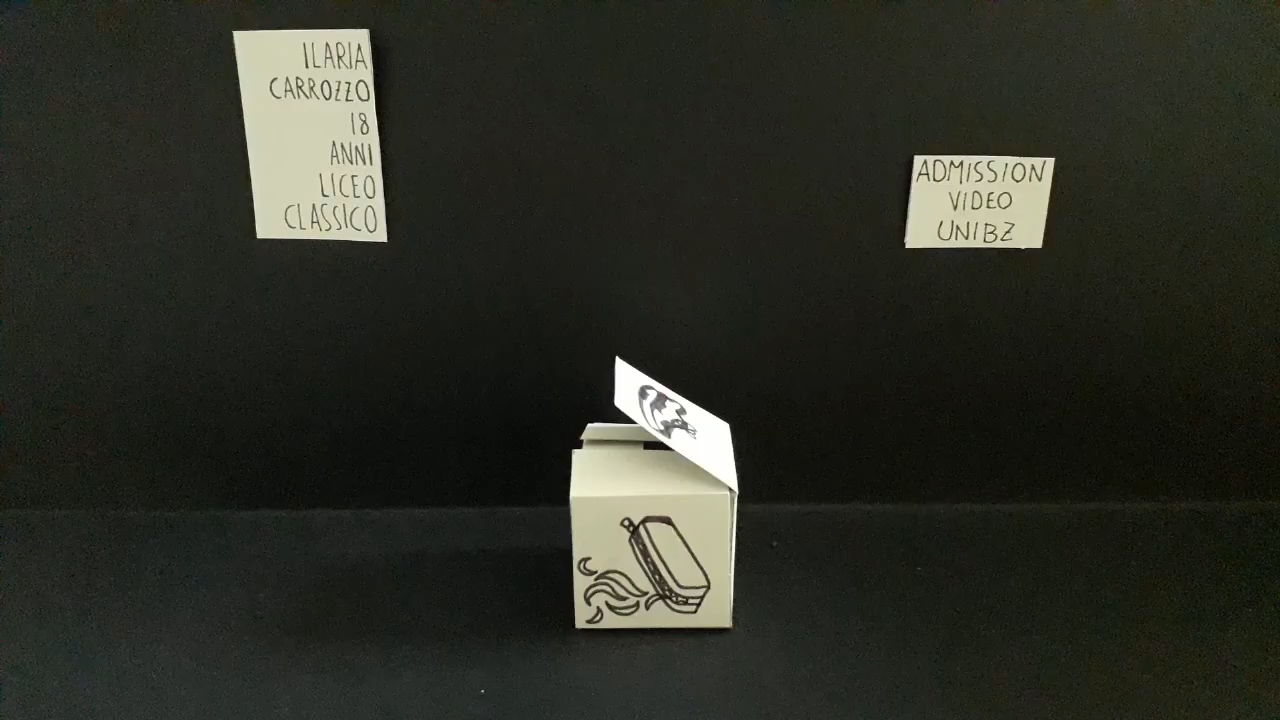 ILARIA
CARROZZO
18
ANNI
LICEO
CLASSICO
ADMISSION
VIDEO
UNIBZ